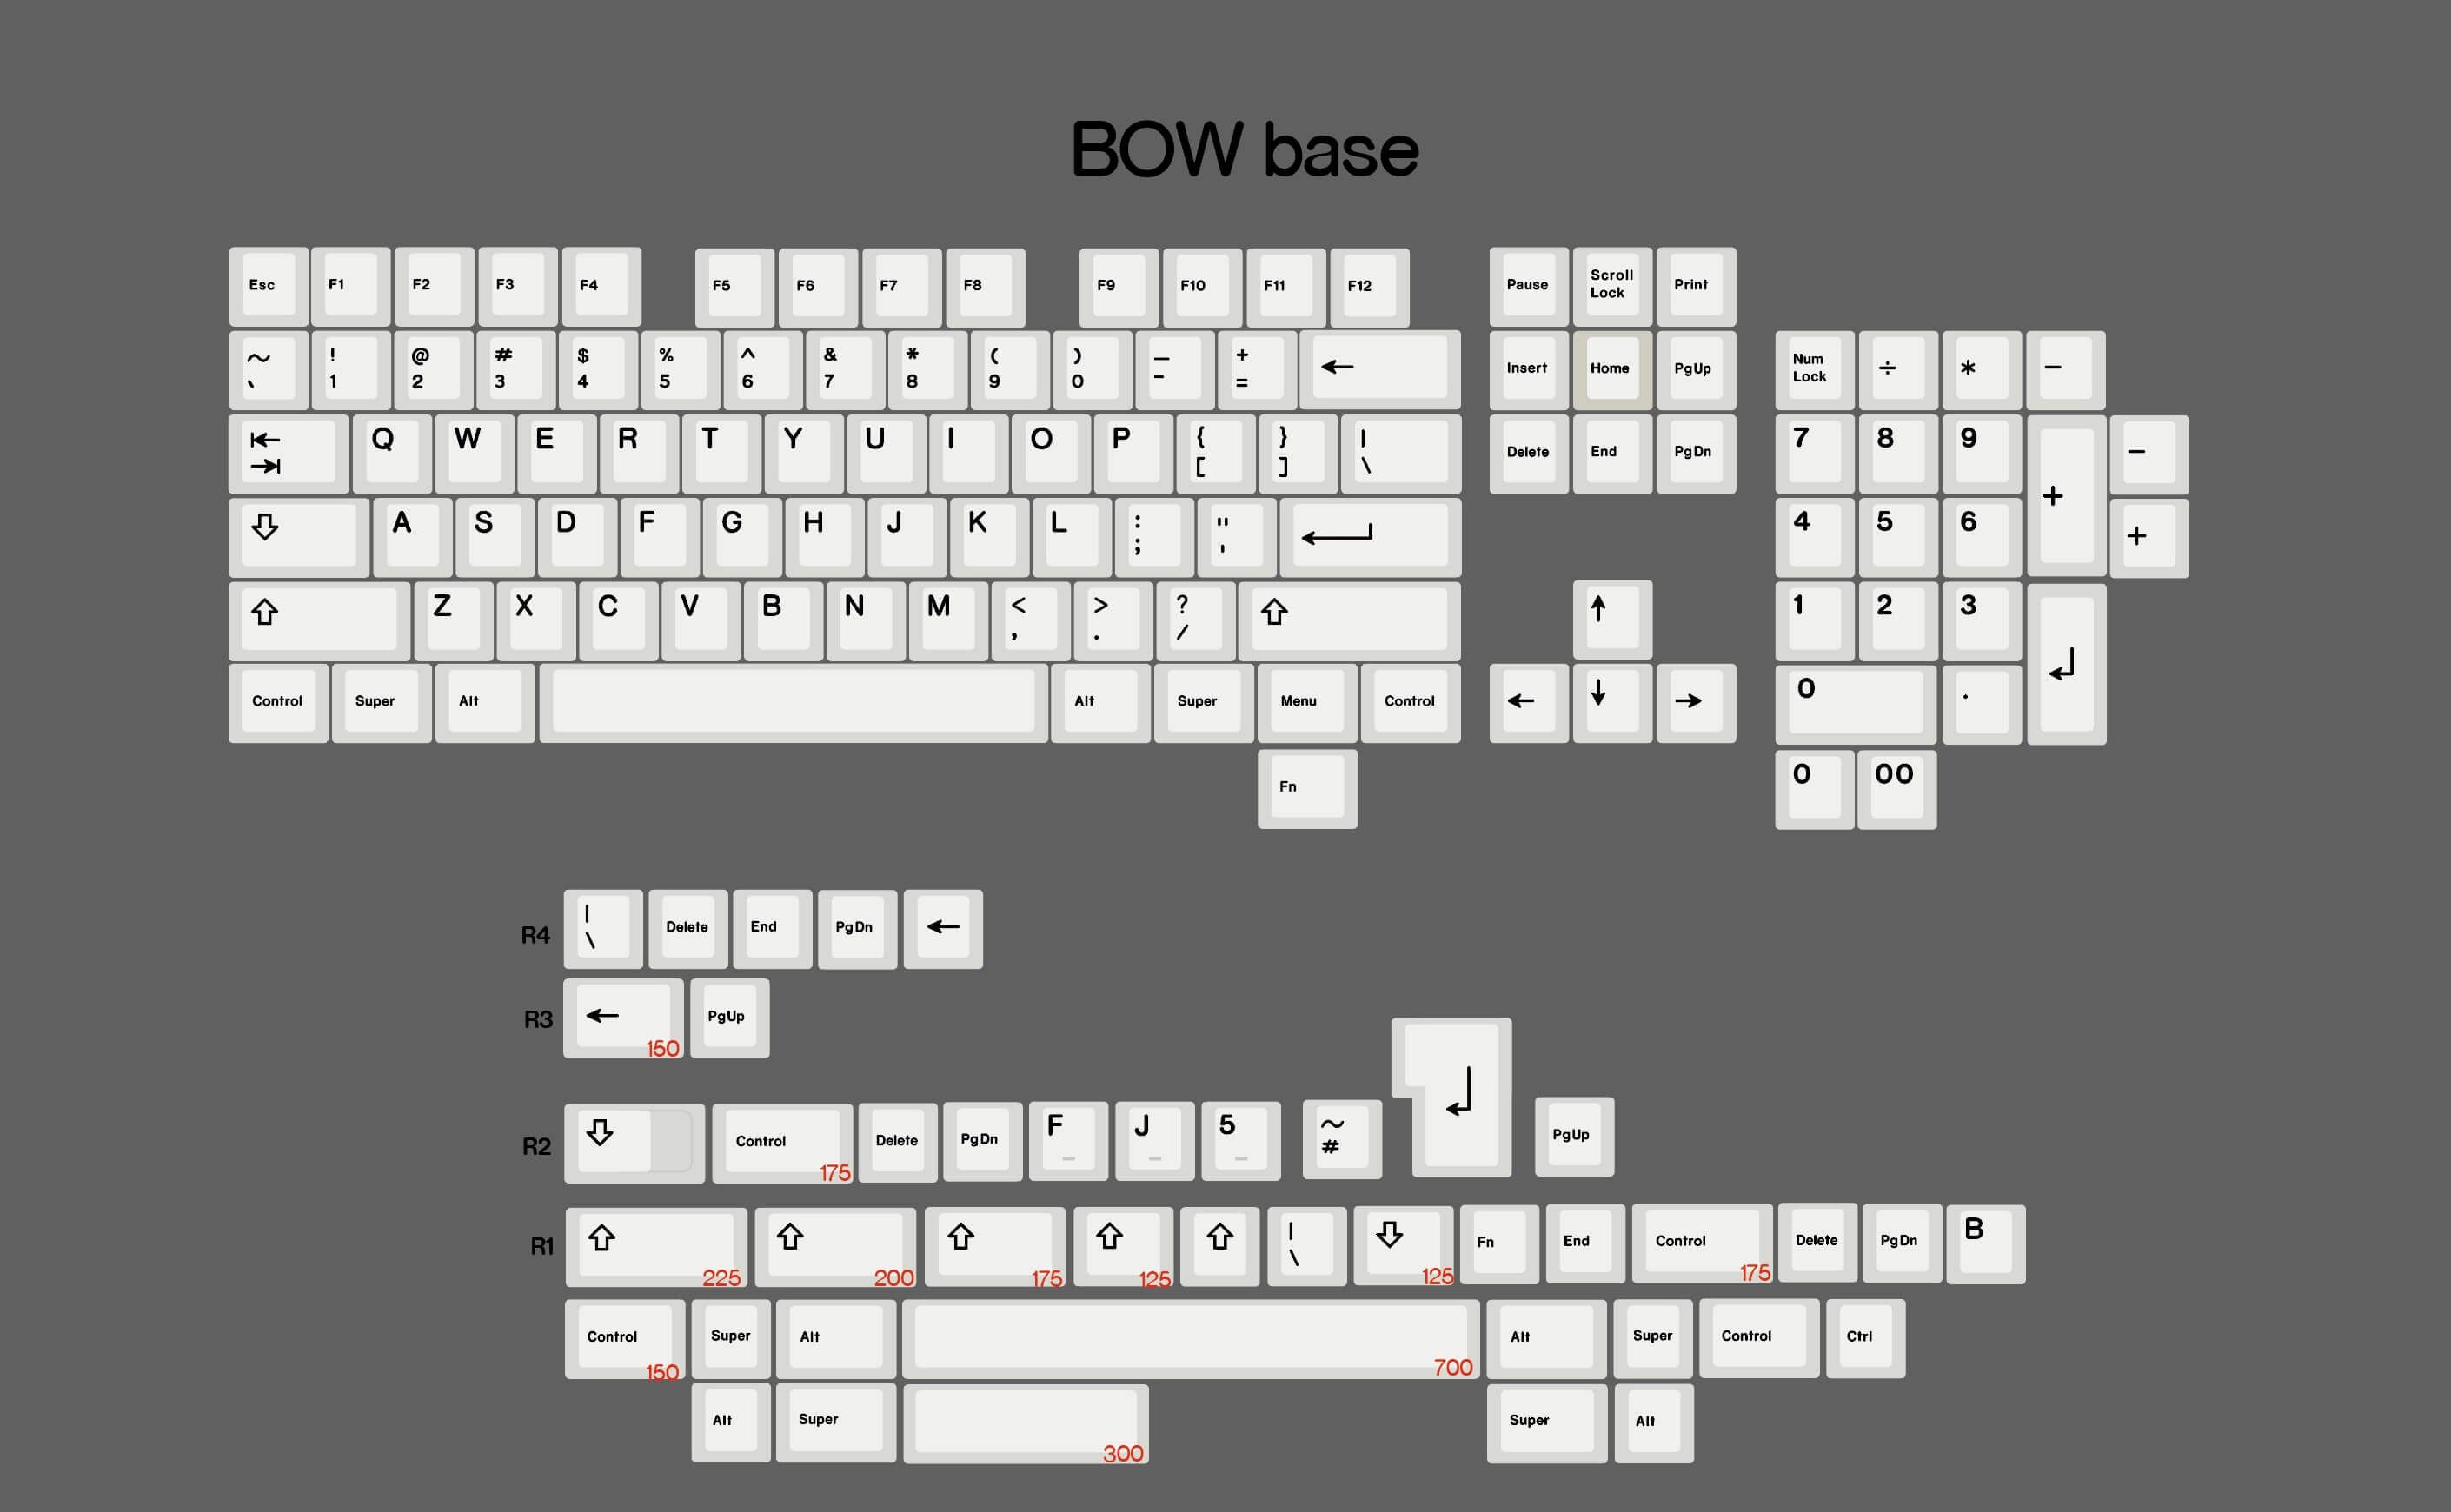 BOW base
Esc F1 F2 F3 F4 F5 F6 F7 F8 F9 F10 F11 F12 Pause Scroll Lock Print
~ ! @ # $ % ^ & * ( ) — + ←
` 1 2 3 4 5 6 7 8 9 0 - =
Insert Home PgUp Num Lock ÷ * −
⇤ Q W E R T Y U I O P { } |
⇥ [ ] \
Delete End PgDn 7 8 9 + −
⇩ A S D F G H J K L : " ↵
; '
4 5 6 +
⇧ Z X C V B N M < > ? ⇧
, . /
↑ 1 2 3 ↵
Control Super Alt Alt Super Menu Control ← ↓ → 0 .
Fn 0 00
R4 | \ Delete End PgDn ←
R3 ← 150 PgUp
R2 ⇩ Control 175 Delete PgDn F _ J _ 5 _ ~ # ↵ PgUp
R1 ⇧ 225 ⇧ 200 ⇧ 175 ⇧ 125 ⇧ | \ ⇩ 125 Fn End Control 175 Delete PgDn B
Control 150 Super Alt 700 Alt Super Control Ctrl
Alt Super 300 Super Alt